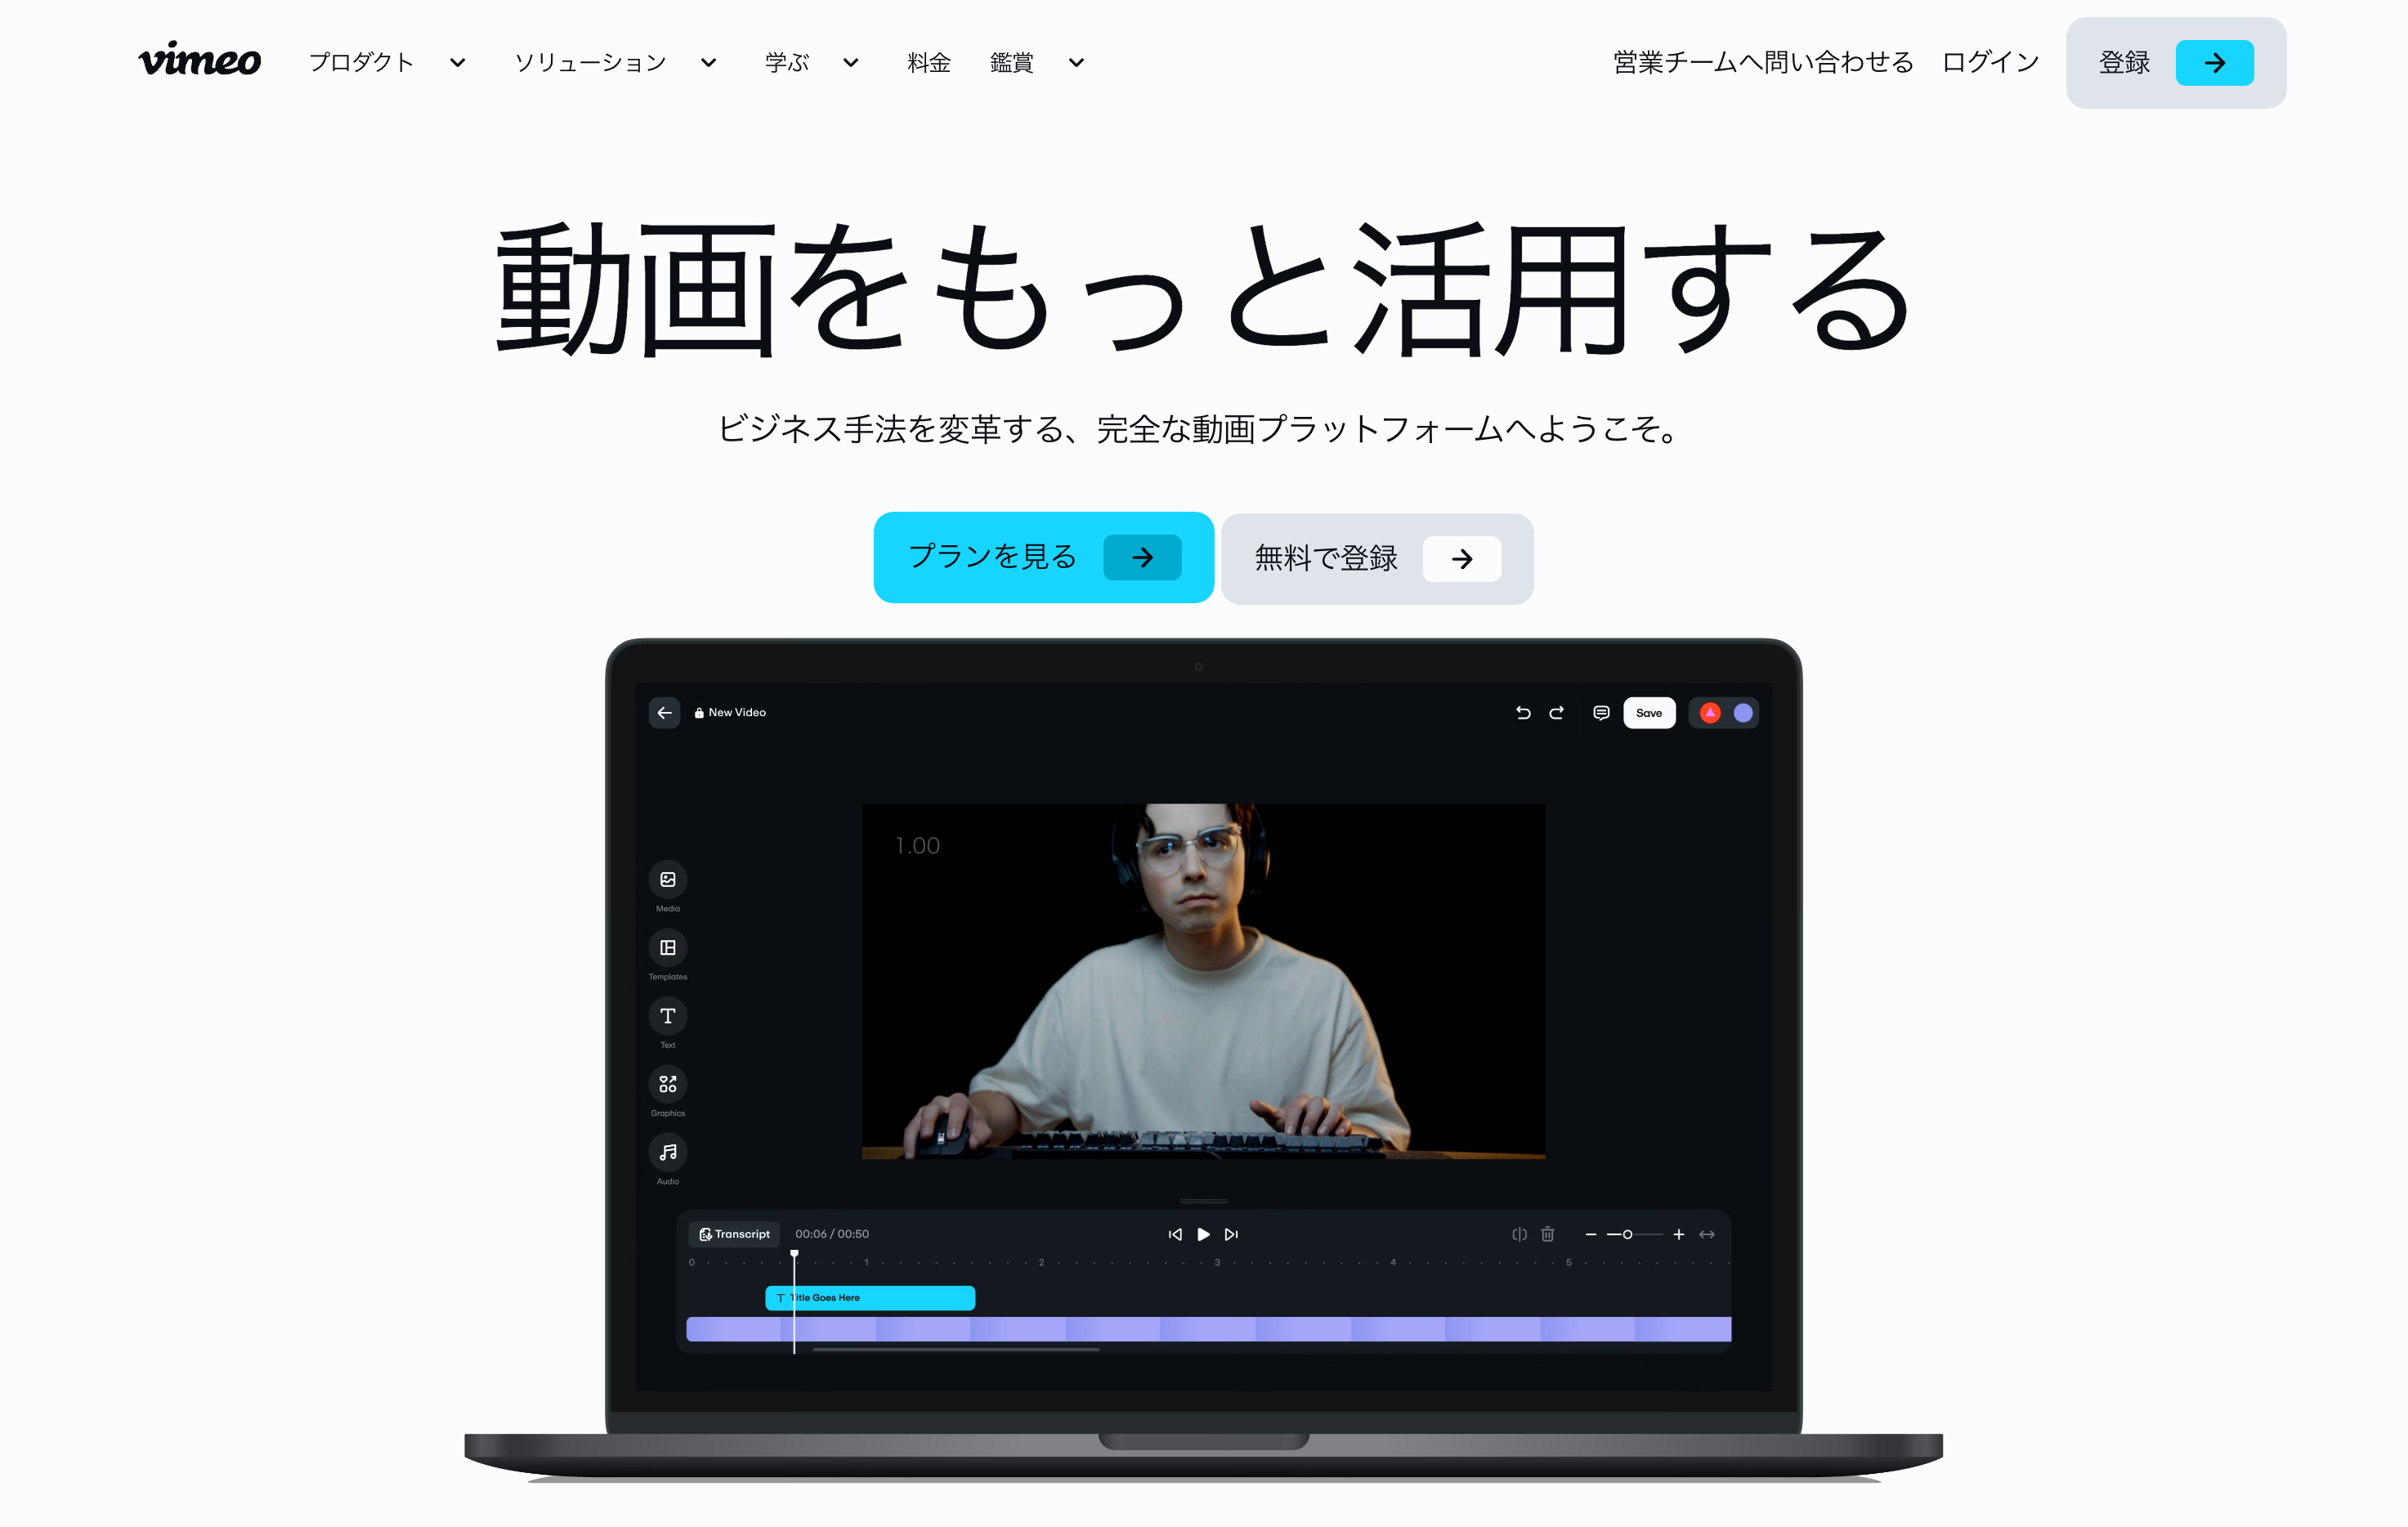 vimeo プロダクト ソリューション 学ぶ 料金 鑑賞 営業チームへ問い合わせる ログイン 登録
動画をもっと活用する
ビジネス手法を変革する、完全な動画プラットフォームへようこそ。
プランを見る 無料で登録
New Video Save
1.00
Media
Templates
Text
Graphics
Audio
Transcript 00:06 / 00:50
0 1 2 3 4 5
Title Goes Here